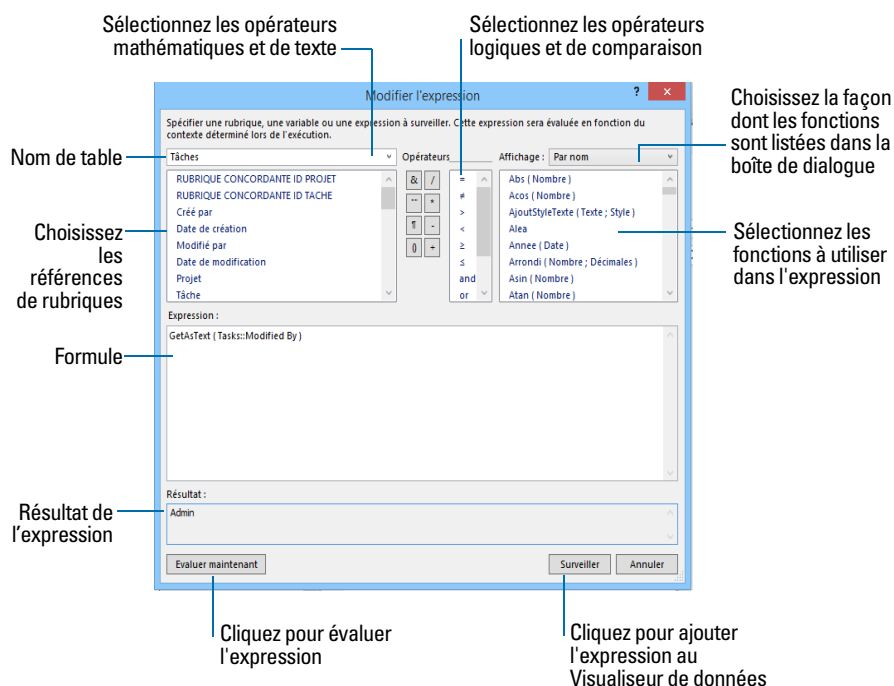 Sélectionnez les opérateurs
mathématiques et de texte
Sélectionnez les opérateurs
logiques et de comparaison
Modifier l'expression
?
×
Spécifier une rubrique, une variable ou une expression à surveiller. Cette expression sera évaluée en fonction du
contexte déterminé lors de l'exécution.
Choisissez la façon
dont les fonctions
sont listées dans la
boîte de dialogue
Nom de table
Tâches
Opérateurs
Affichage : Par nom
Choisissez
les
références
de rubriques
RUBRIQUE CONCORDANTE ID PROJET
RUBRIQUE CONCORDANTE ID TACHE
Créé par
Date de création
Modifié par
Date de modification
Projet
Tâche
& /
"" *
¶ -
() +
=
≠
>
<
≥
≤
and
or
Abs ( Nombre )
Acos ( Nombre )
AjoutStyleTexte ( Texte ; Style )
Alea
Annee ( Date )
Arrondi ( Nombre ; Décimales )
Asin ( Nombre )
Atan ( Nombre )
Sélectionnez les
fonctions à utiliser
dans l'expression
Expression :
Formule
GetAsText ( Tasks::Modified By )
Résultat :
Résultat de
l'expression
Admin
Evaluer maintenant
Surveiller
Annuler
Cliquez pour évaluer
l'expression
Cliquez pour ajouter
l'expression au
Visualiseur de données